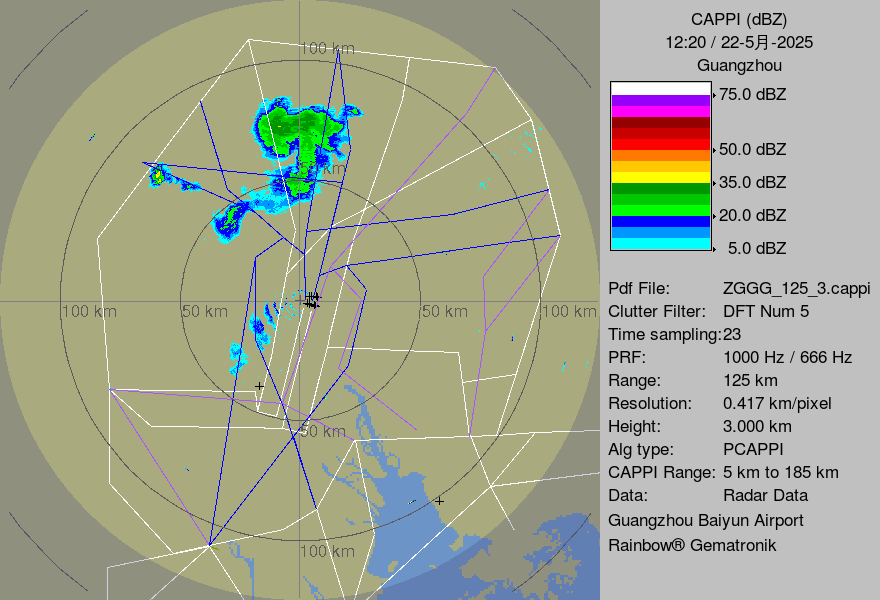 CAPPI (dBZ)
12:20 / 22-5月-2025
Guangzhou
75.0 dBZ
50.0 dBZ
35.0 dBZ
20.0 dBZ
5.0 dBZ
Pdf File: ZGGG_125_3.cappi
Clutter Filter: DFT Num 5
Time sampling:23
PRF: 1000 Hz / 666 Hz
Range: 125 km
Resolution: 0.417 km/pixel
Height: 3.000 km
Alg type: PCAPPI
CAPPI Range: 5 km to 185 km
Data: Radar Data
Guangzhou Baiyun Airport
Rainbow® Gematronik
100 km
50 km
100 km
50 km
50 km
100 km
50 km
100 km